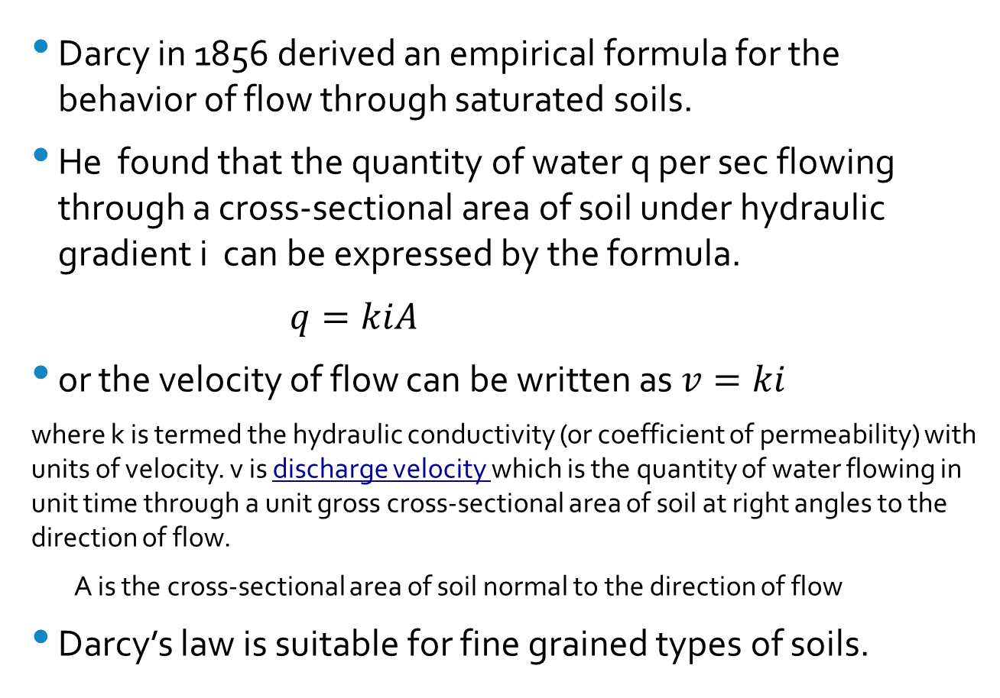 • Darcy in 1856 derived an empirical formula for the
behavior of flow through saturated soils.
• He found that the quantity of water q per sec flowing
through a cross-sectional area of soil under hydraulic
gradient i can be expressed by the formula.
q = kiA
• or the velocity of flow can be written as v = ki
where k is termed the hydraulic conductivity (or coefficient of permeability) with
units of velocity. v is discharge velocity which is the quantity of water flowing in
unit time through a unit gross cross-sectional area of soil at right angles to the
direction of flow.
A is the cross-sectional area of soil normal to the direction of flow
• Darcy’s law is suitable for fine grained types of soils.